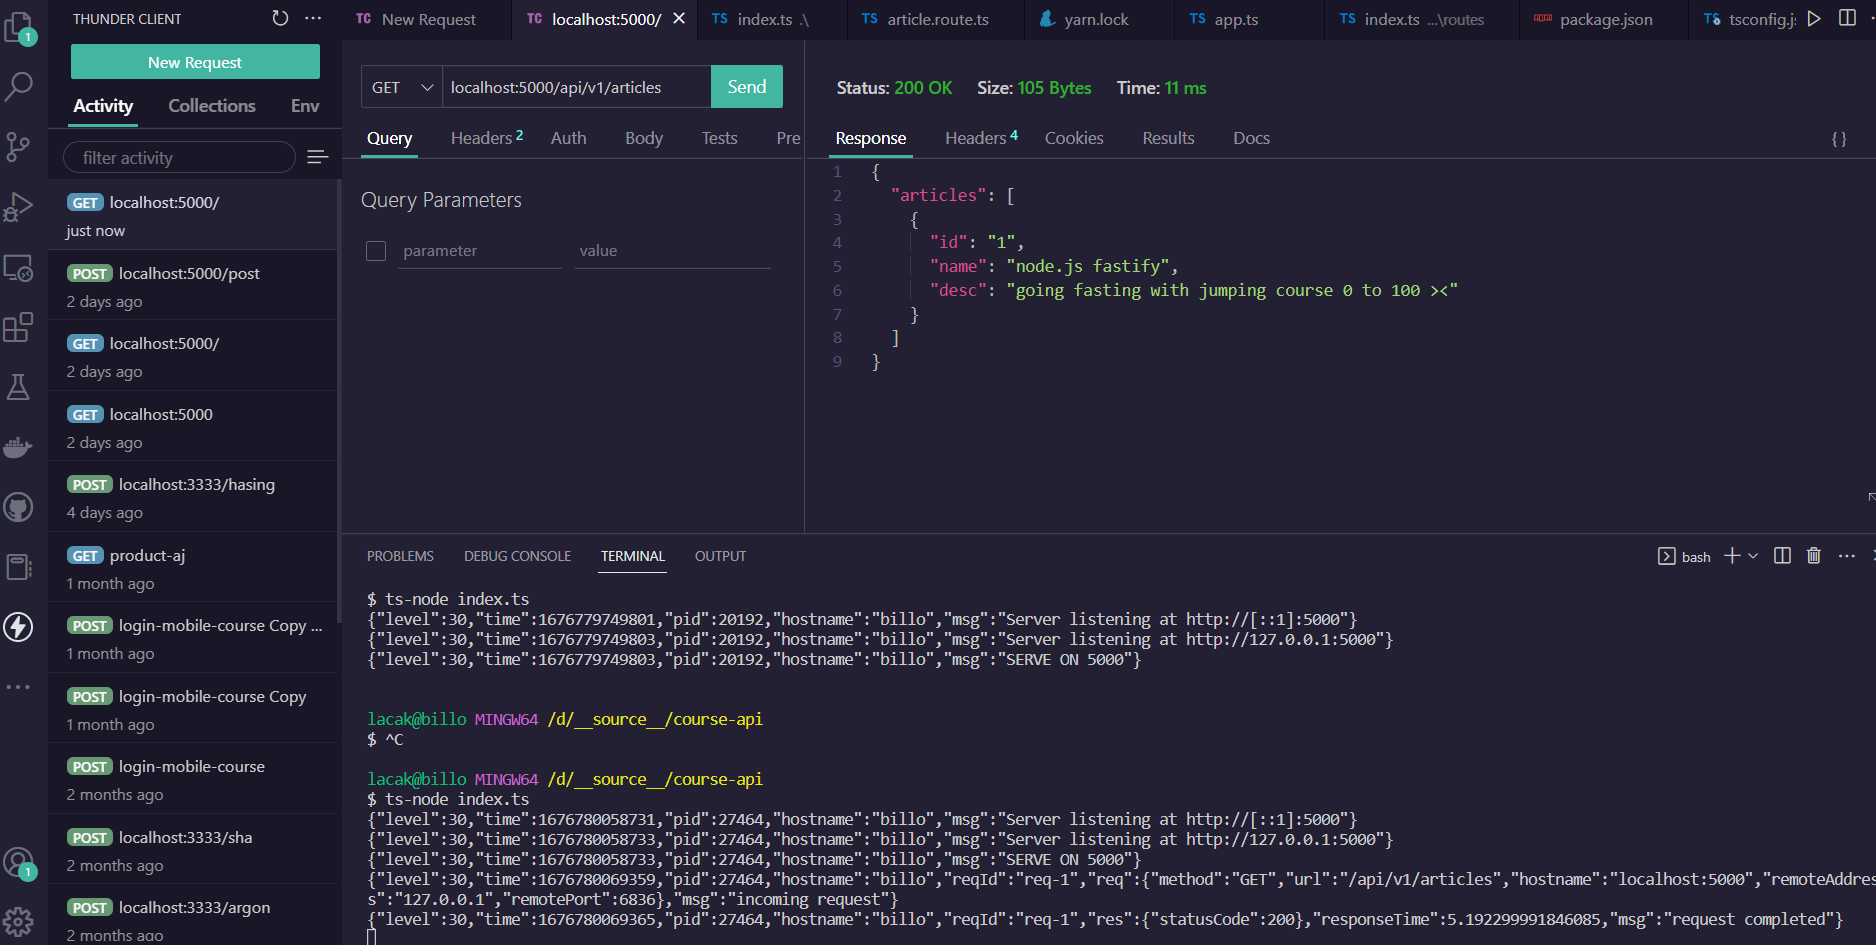 THUNDER CLIENT
New Request
Activity Collections Env
filter activity
GET localhost:5000/
just now
POST localhost:5000/post
2 days ago
GET localhost:5000/
2 days ago
GET localhost:5000
2 days ago
POST localhost:3333/hasing
4 days ago
GET product-aj
1 month ago
POST login-mobile-course Copy ...
1 month ago
POST login-mobile-course Copy
1 month ago
POST login-mobile-course
2 months ago
POST localhost:3333/sha
2 months ago
POST localhost:3333/argon
2 months ago
1
1
TC New Request TC localhost:5000/ TS index.ts .\ TS article.route.ts yarn.lock TS app.ts TS index.ts ...\routes package.json TS tsconfig.j
GET localhost:5000/api/v1/articles Send
Query Headers 2 Auth Body Tests Pre
Query Parameters
parameter value
Status: 200 OK Size: 105 Bytes Time: 11 ms
Response Headers 4 Cookies Results Docs {}
1 {
2 "articles": [
3 {
4 "id": "1",
5 "name": "node.js fastify",
6 "desc": "going fasting with jumping course 0 to 100 ><"
7 }
8 ]
9 }
PROBLEMS DEBUG CONSOLE TERMINAL OUTPUT bash
$ ts-node index.ts
{"level":30,"time":1676779749801,"pid":20192,"hostname":"billo","msg":"Server listening at http://[::1]:5000"}
{"level":30,"time":1676779749803,"pid":20192,"hostname":"billo","msg":"Server listening at http://127.0.0.1:5000"}
{"level":30,"time":1676779749803,"pid":20192,"hostname":"billo","msg":"SERVE ON 5000"}
lacak@billo MINGW64 /d/__source__/course-api
$ ^C
lacak@billo MINGW64 /d/__source__/course-api
$ ts-node index.ts
{"level":30,"time":1676780058731,"pid":27464,"hostname":"billo","msg":"Server listening at http://[::1]:5000"}
{"level":30,"time":1676780058733,"pid":27464,"hostname":"billo","msg":"Server listening at http://127.0.0.1:5000"}
{"level":30,"time":1676780058733,"pid":27464,"hostname":"billo","msg":"SERVE ON 5000"}
{"level":30,"time":1676780069359,"pid":27464,"hostname":"billo","reqId":"req-1","req":{"method":"GET","url":"/api/v1/articles","hostname":"localhost:5000","remoteAddres
s":"127.0.0.1","remotePort":6836},"msg":"incoming request"}
{"level":30,"time":1676780069365,"pid":27464,"hostname":"billo","reqId":"req-1","res":{"statusCode":200},"responseTime":5.192299991846085,"msg":"request completed"}